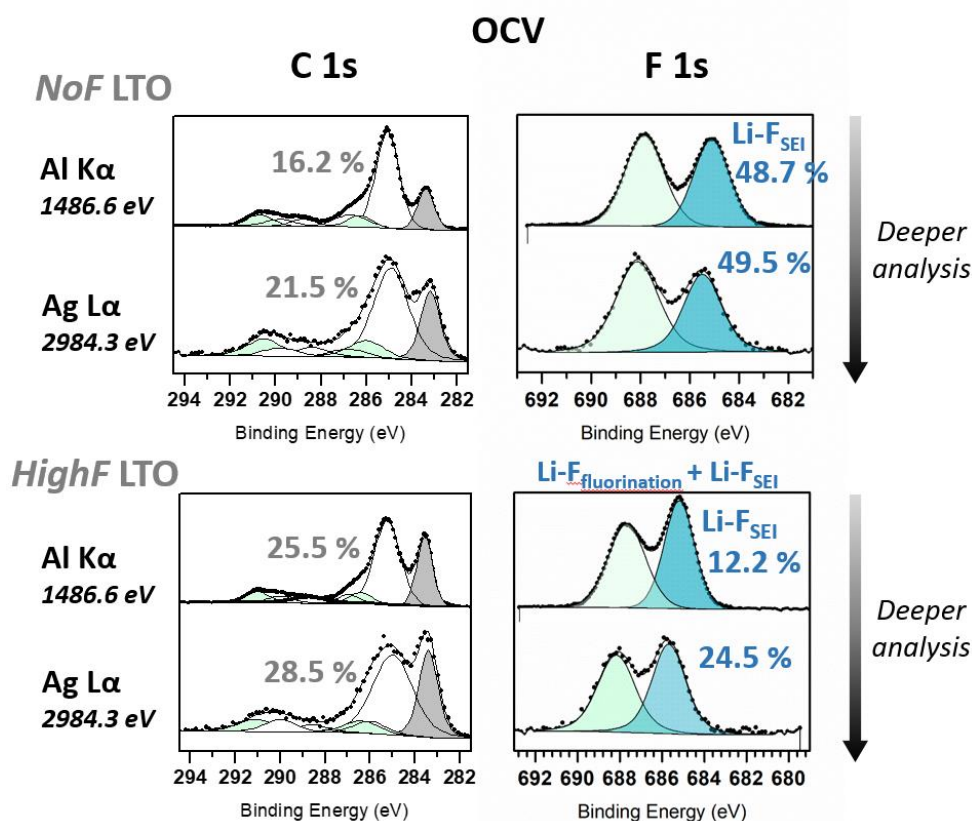 OCV
C 1s F 1s
NoF LTO
Al Kα
1486.6 eV
16.2 %
Li-FSEI
48.7 %
Ag Lα
2984.3 eV
21.5 %
49.5 %
Deeper
analysis
294 292 290 288 286 284 282
Binding Energy (eV)
692 690 688 686 684 682
Binding Energy (eV)
HighF LTO
Li-Ffluorination + Li-FSEI
Al Kα
1486.6 eV
25.5 %
Li-FSEI
12.2 %
Ag Lα
2984.3 eV
28.5 %
24.5 %
Deeper
analysis
294 292 290 288 286 284 282
Binding Energy (eV)
692 690 688 686 684 682 680
Binding Energy (eV)